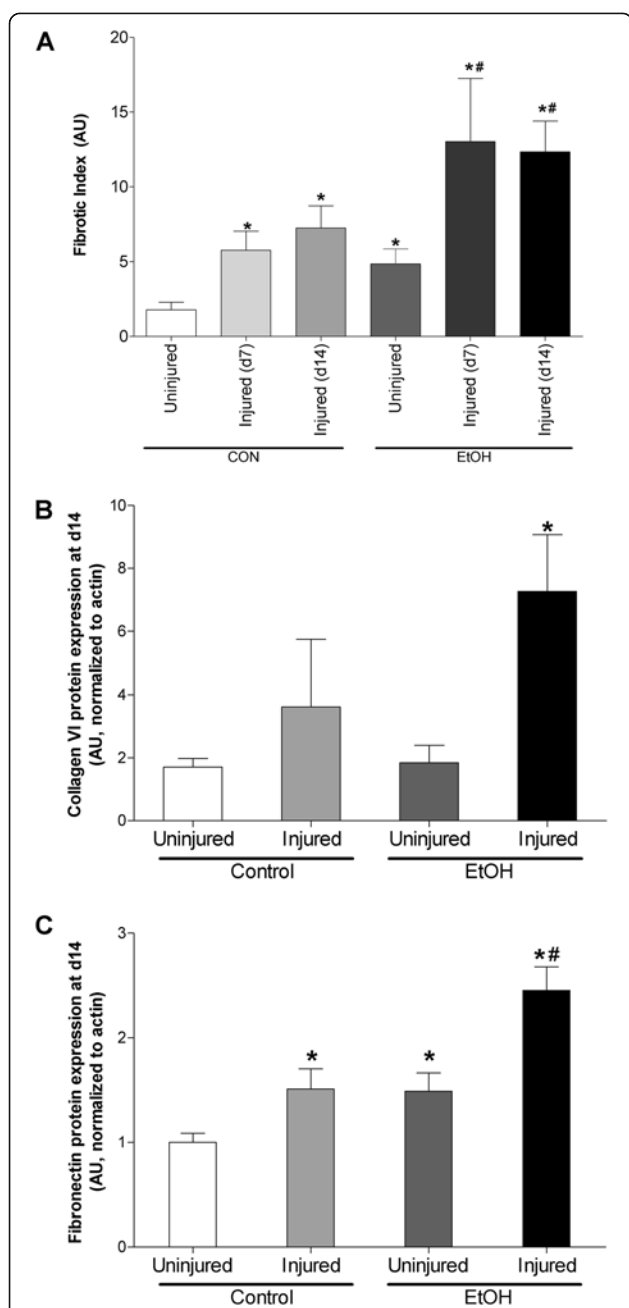 A
Fibrotic Index (AU)
20
15
10
5
0
*
*
*
*#
*#
Uninjured
Injured (d7)
Injured (d14)
Uninjured
Injured (d7)
Injured (d14)
CON
EtOH
B
Collagen VI protein expression at d14
(AU, normalized to actin)
10
8
6
4
2
0
*
Uninjured
Injured
Uninjured
Injured
Control
EtOH
C
Fibronectin protein expression at d14
(AU, normalized to actin)
3
2
1
0
*
*
*#
Uninjured
Injured
Uninjured
Injured
Control
EtOH